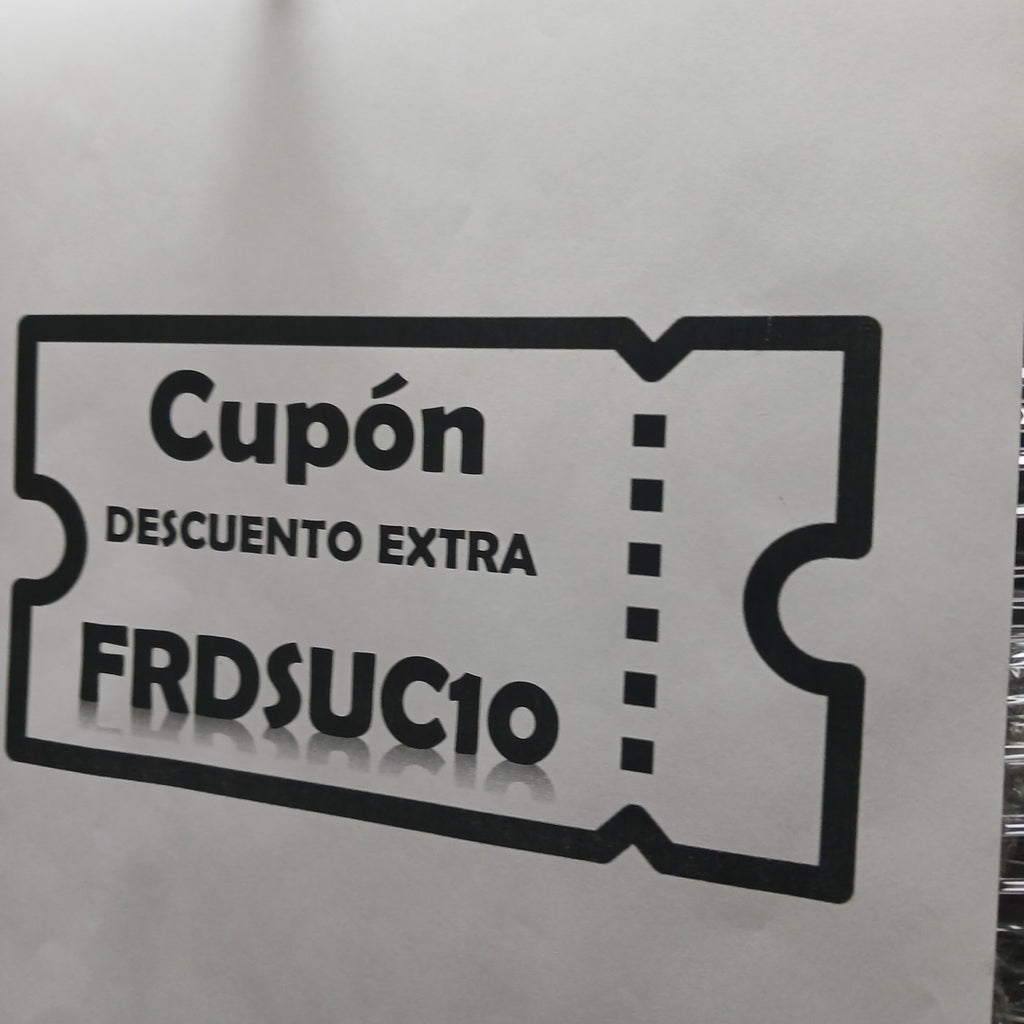 Cupón
DESCUENTO EXTRA
FRDSUC10